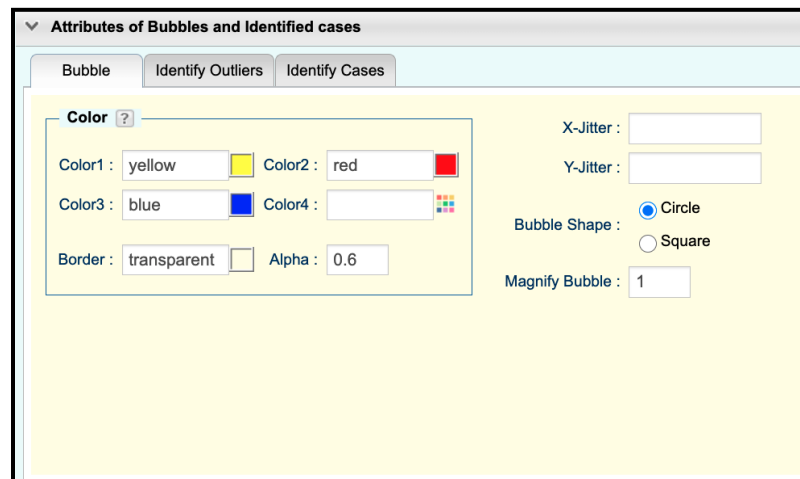 Attributes of Bubbles and Identified cases
Bubble Identify Outliers Identify Cases
Color ?
Color1 : yellow Color2 : red
Color3 : blue Color4 :
Border : transparent Alpha : 0.6
X-Jitter :
Y-Jitter :
Bubble Shape :
Circle
Square
Magnify Bubble : 1